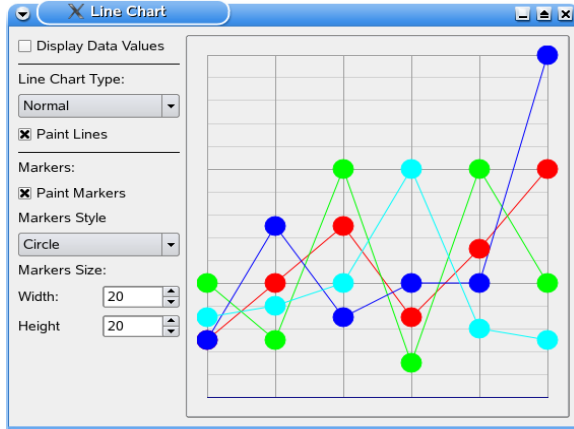 Line Chart
Display Data Values
Line Chart Type:
Normal
Paint Lines
Markers:
Paint Markers
Markers Style
Circle
Markers Size:
Width: 20
Height 20